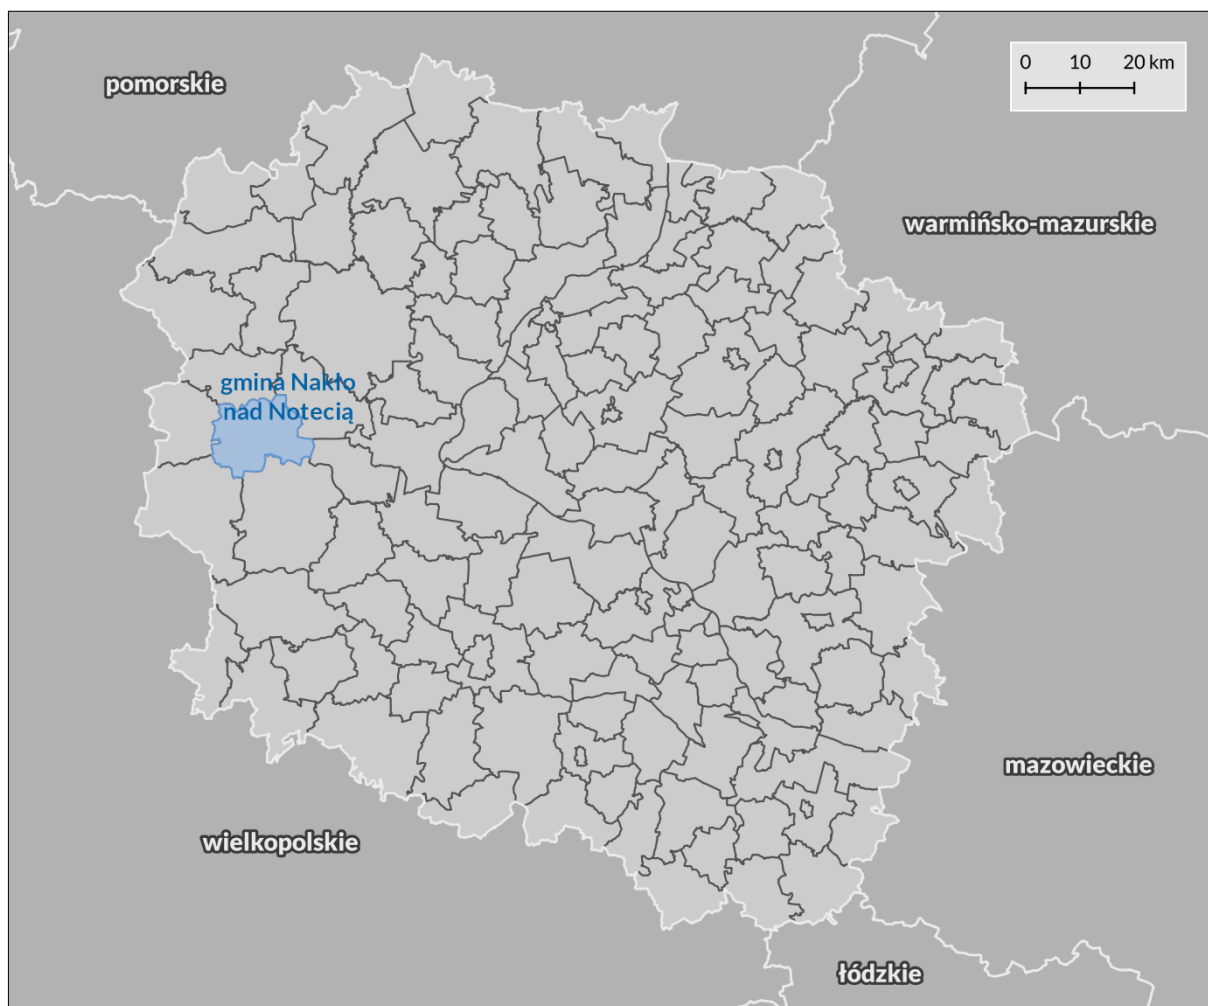 0 10 20 km
pomorskie
warmińsko-mazurskie
gmina Nakło
nad Notecią
mazowieckie
wielkopolskie
łódzkie